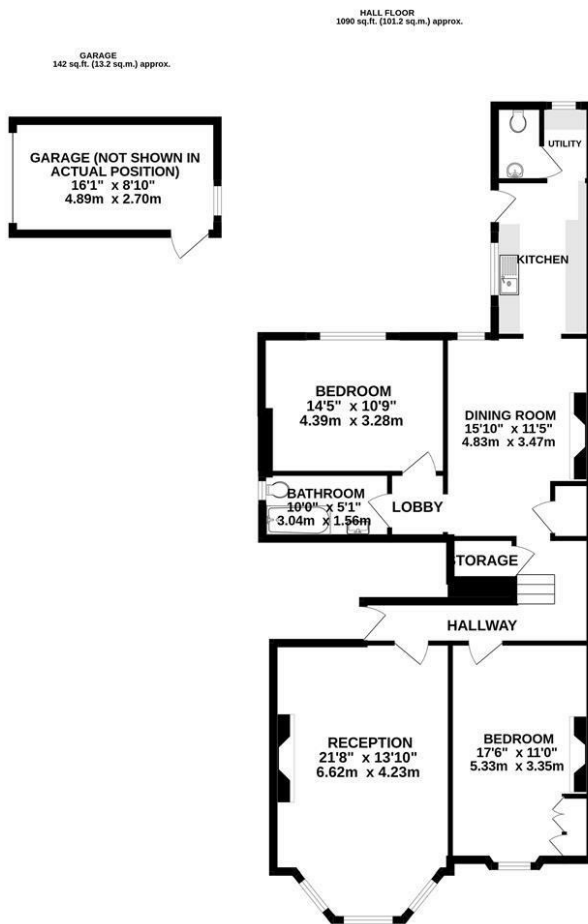 HALL FLOOR
1090 sq.ft. (101.2 sq.m.) approx.
GARAGE
142 sq.ft. (13.2 sq.m.) approx.
GARAGE (NOT SHOWN IN
ACTUAL POSITION)
16'1" x 8'10"
4.89m x 2.70m
UTILITY
KITCHEN
BEDROOM
14'5" x 10'9"
4.39m x 3.28m
DINING ROOM
15'10" x 11'5"
4.83m x 3.47m
BATHROOM
10'0" x 5'1"
3.04m x 1.56m
LOBBY
STORAGE
HALLWAY
RECEPTION
21'8" x 13'10"
6.62m x 4.23m
BEDROOM
17'6" x 11'0"
5.33m x 3.35m